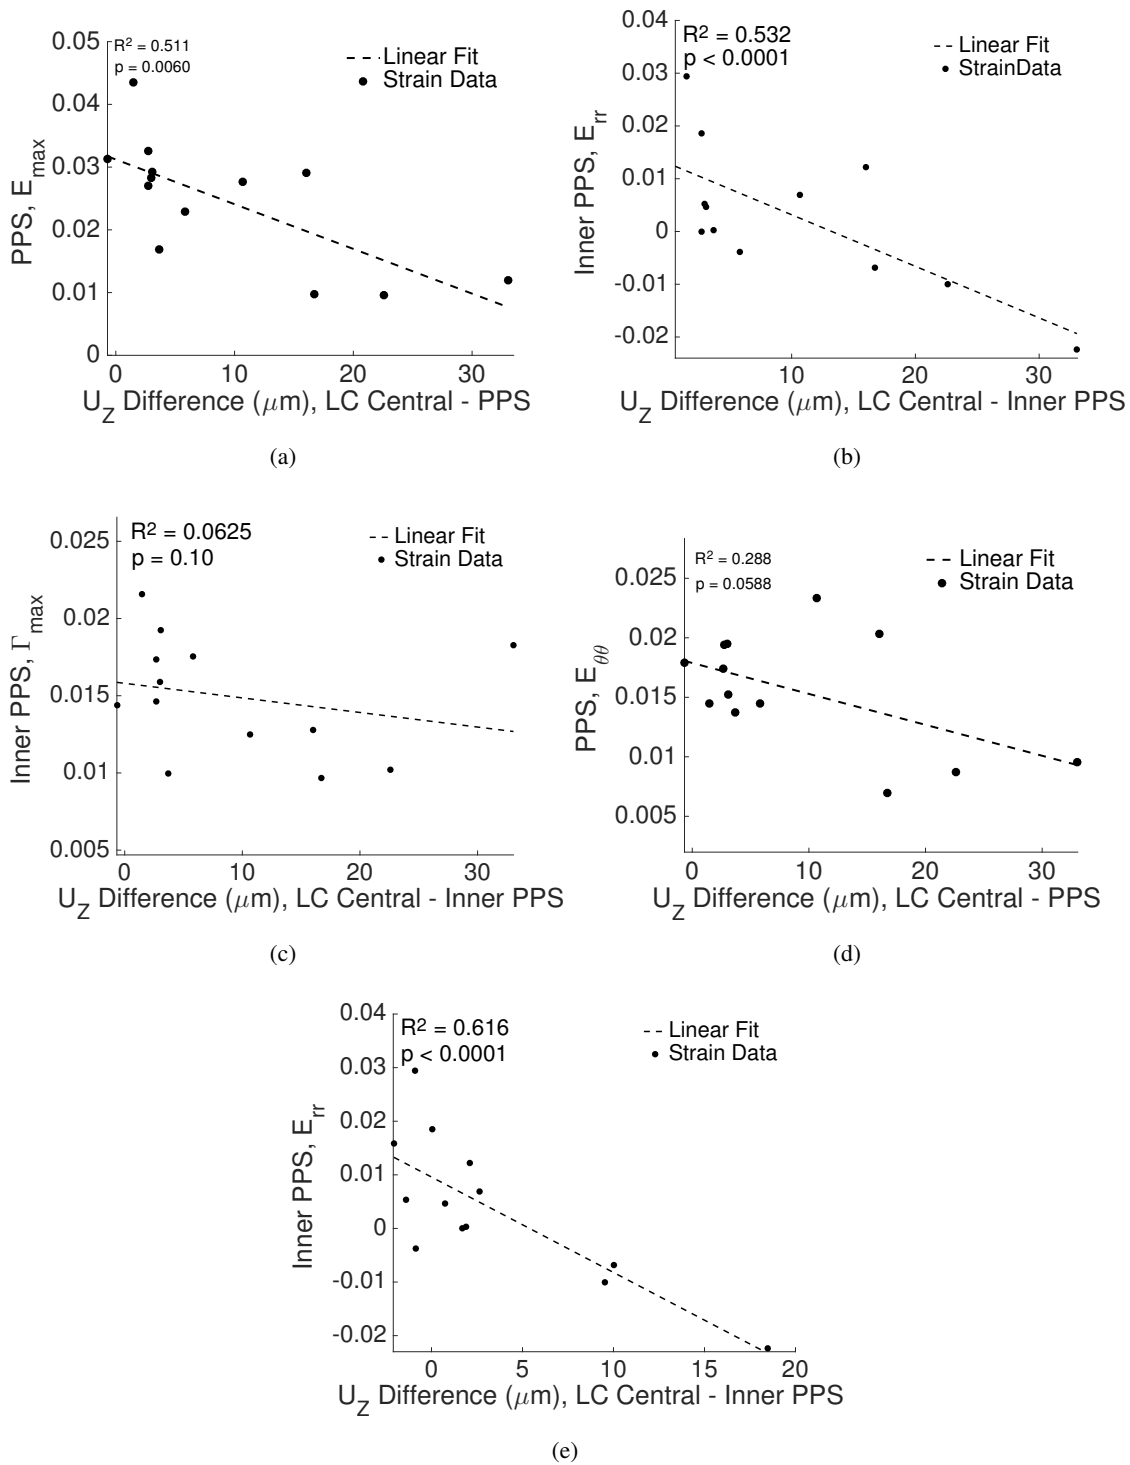 R² = 0.511
p = 0.0060
Linear Fit
Strain Data
0.05
0.04
0.03
0.02
0.01
0
PPS, E_max
0 10 20 30
U_Z Difference (μm), LC Central - PPS
(a)
R² = 0.532
p < 0.0001
Linear Fit
StrainData
0.04
0.03
0.02
0.01
0
-0.01
-0.02
Inner PPS, E_rr
10 20 30
U_Z Difference (μm), LC Central - Inner PPS
(b)
R² = 0.0625
p = 0.10
Linear Fit
Strain Data
0.025
0.02
0.015
0.01
0.005
Inner PPS, Γ_max
0 10 20 30
U_Z Difference (μm), LC Central - Inner PPS
(c)
R² = 0.288
p = 0.0588
Linear Fit
Strain Data
0.025
0.02
0.015
0.01
0.005
PPS, E_θθ
0 10 20 30
U_Z Difference (μm), LC Central - PPS
(d)
R² = 0.616
p < 0.0001
Linear Fit
Strain Data
0.04
0.03
0.02
0.01
0
-0.01
-0.02
Inner PPS, E_rr
0 5 10 15 20
U_Z Difference (μm), LC Central - Inner PPS
(e)